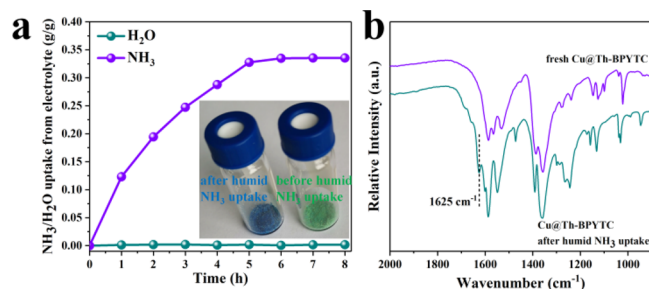 a
NH₃/H₂O uptake from electrolyte (g/g)
0.40
0.35
0.30
0.25
0.20
0.15
0.10
0.05
0.00
H₂O
NH₃
after humid
NH₃ uptake
before humid
NH₃ uptake
0 1 2 3 4 5 6 7 8
Time (h)
b
Relative Intensity (a.u.)
fresh Cu@Th-BPYTC
1625 cm⁻¹
Cu@Th-BPYTC
after humid NH₃ uptake
2000 1600 1200 1000
Wavenumber (cm⁻¹)